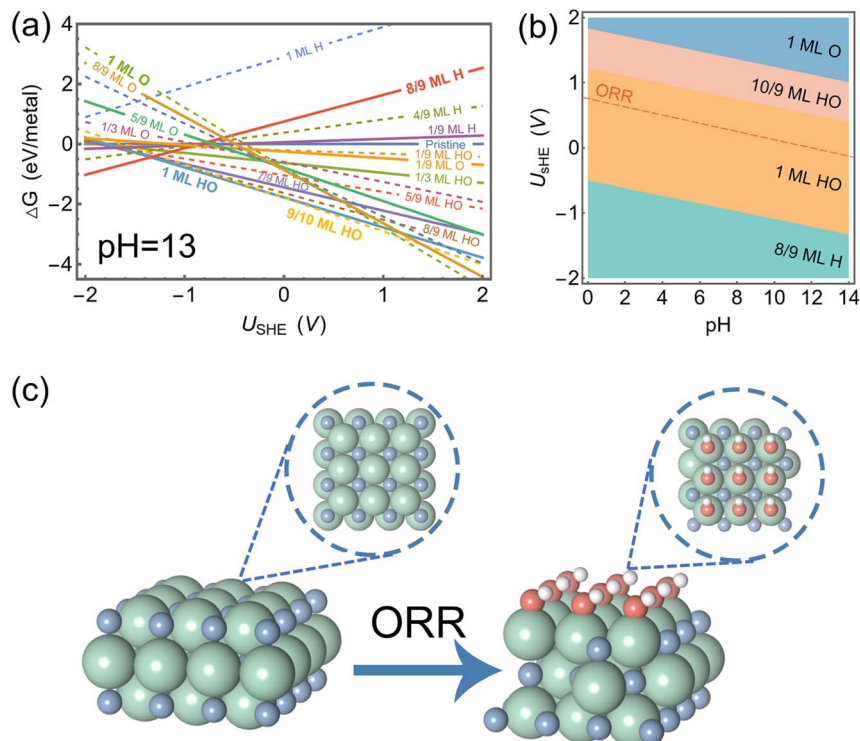 (a)
4
2
0
−2
−4
ΔG (eV/metal)
1 ML O
8/9 ML O
5/9 ML O
1/3 ML O
1 ML H
8/9 ML H
4/9 ML H
1/9 ML H
Pristine
1/9 ML HO
1/9 ML O
1/3 ML HO
7/9 ML HO
5/9 ML HO
1 ML HO
8/9 ML HO
9/10 ML HO
pH=13
−2 −1 0 1 2
USHE (V)
(b)
2
1
0
−1
−2
USHE (V)
1 ML O
10/9 ML HO
ORR
1 ML HO
8/9 ML H
0 2 4 6 8 10 12 14
pH
(c)
ORR